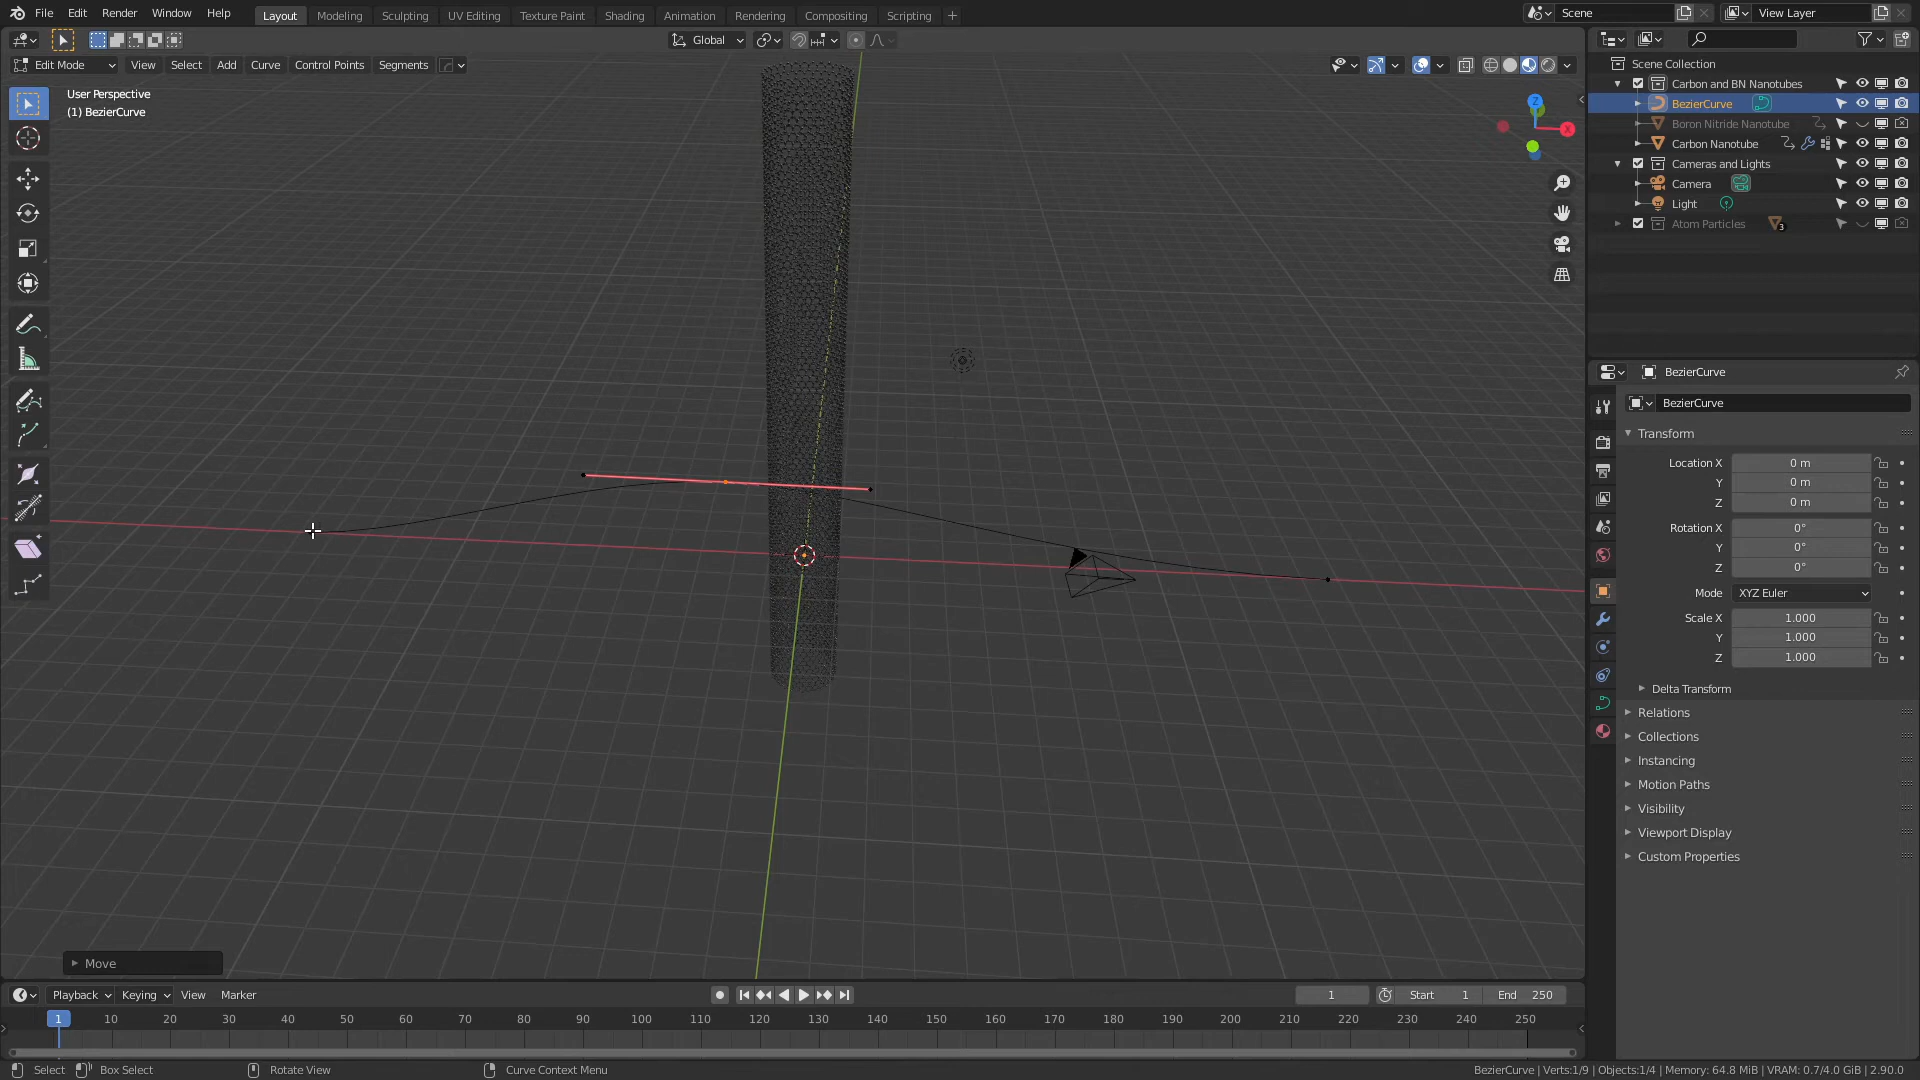 File Edit Render Window Help Layout Modeling Sculpting UV Editing Texture Paint Shading Animation Rendering Compositing Scripting Scene View Layer
Global
Edit Mode View Select Add Curve Control Points Segments
User Perspective
(1) BezierCurve
Z
X
Scene Collection
Carbon and BN Nanotubes
BezierCurve
Boron Nitride Nanotube
Carbon Nanotube
Cameras and Lights
Camera
Light
Atom Particles 3
BezierCurve
BezierCurve
Transform
Location X 0 m
Y 0 m
Z 0 m
Rotation X 0°
Y 0°
Z 0°
Mode XYZ Euler
Scale X 1.000
Y 1.000
Z 1.000
Delta Transform
Relations
Collections
Instancing
Motion Paths
Visibility
Viewport Display
Custom Properties
Move
Playback Keying View Marker 1 Start 1 End 250
1 10 20 30 40 50 60 70 80 90 100 110 120 130 140 150 160 170 180 190 200 210 220 230 240 250
Select Box Select Rotate View Curve Context Menu BezierCurve | Verts:1/9 | Objects:1/4 | Memory: 64.8 MiB | VRAM: 0.7/4.0 GiB | 2.90.0